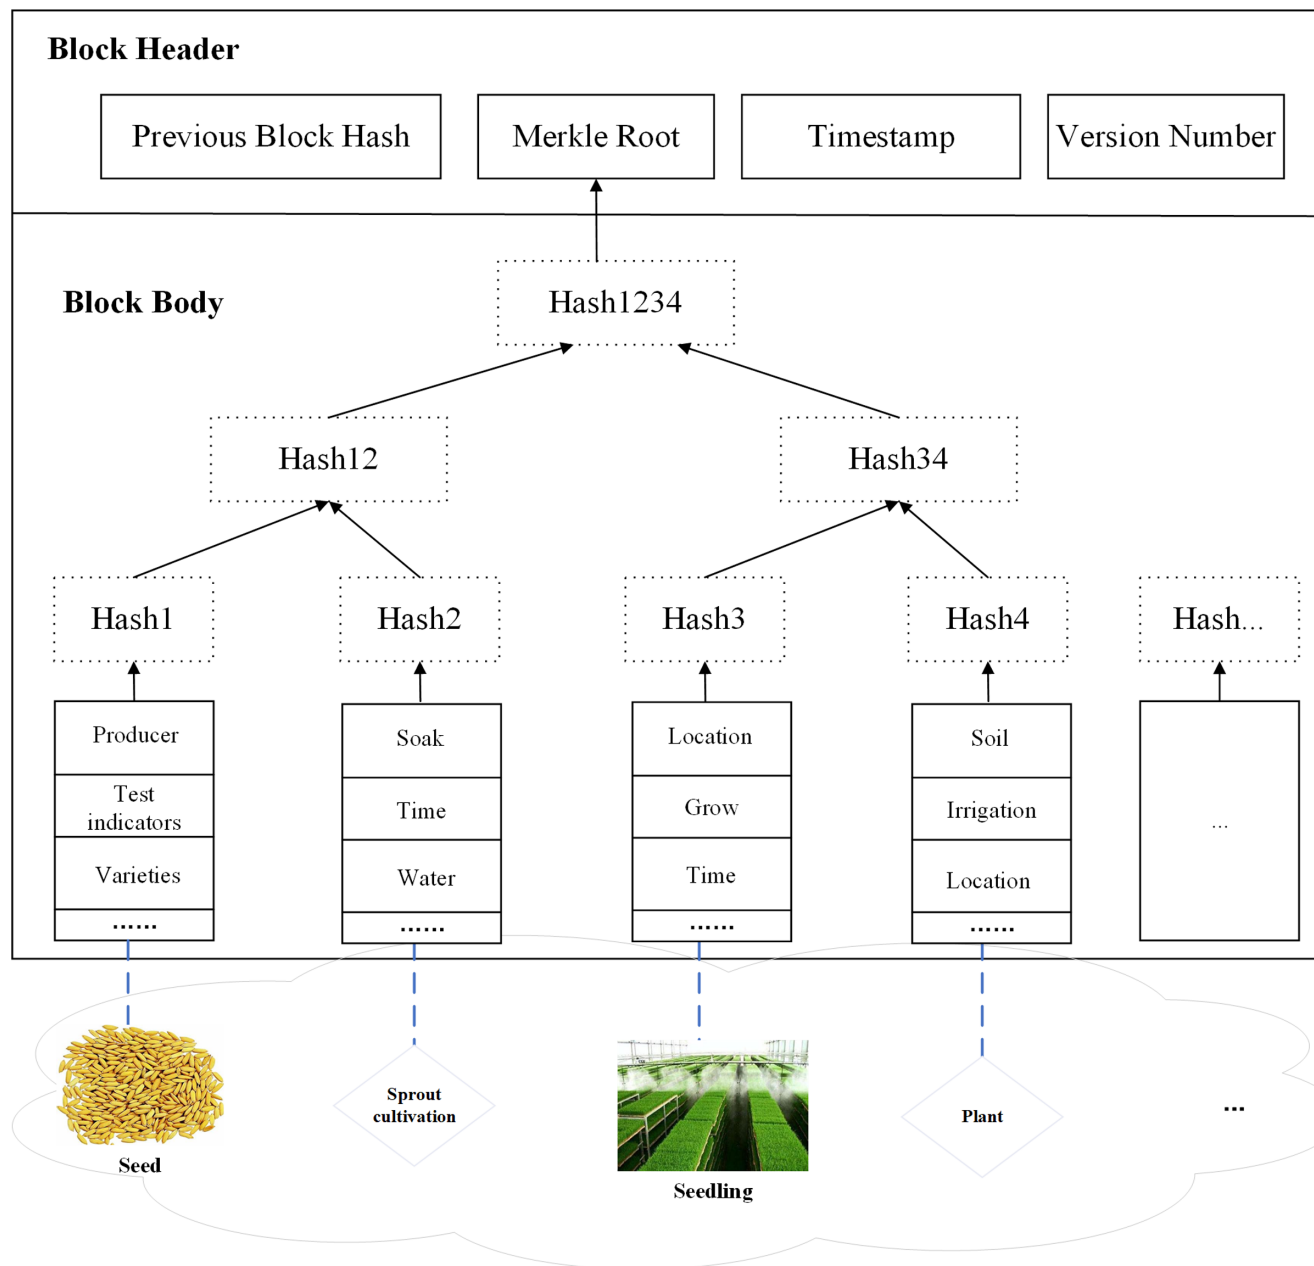 Block Header
Previous Block Hash
Merkle Root
Timestamp
Version Number
Block Body
Hash1234
Hash12
Hash34
Hash1
Hash2
Hash3
Hash4
Hash...
Producer
Test
indicators
Varieties
......
Soak
Time
Water
......
Location
Grow
Time
......
Soil
Irrigation
Location
......
...
Seed
Sprout
cultivation
Seedling
Plant
...